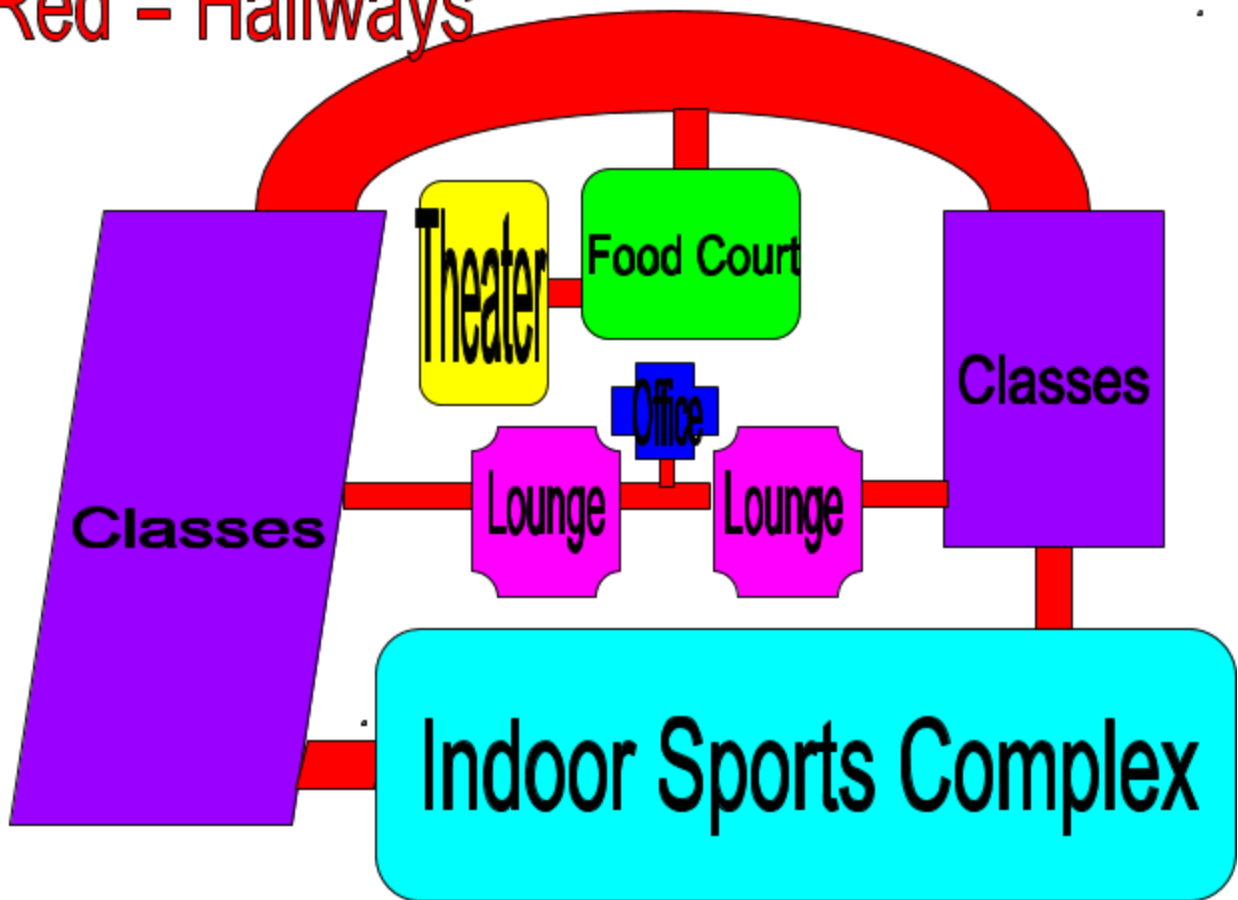 Red = Hallways
Theater
Food Court
Classes
Office
Lounge
Lounge
Classes
Indoor Sports Complex